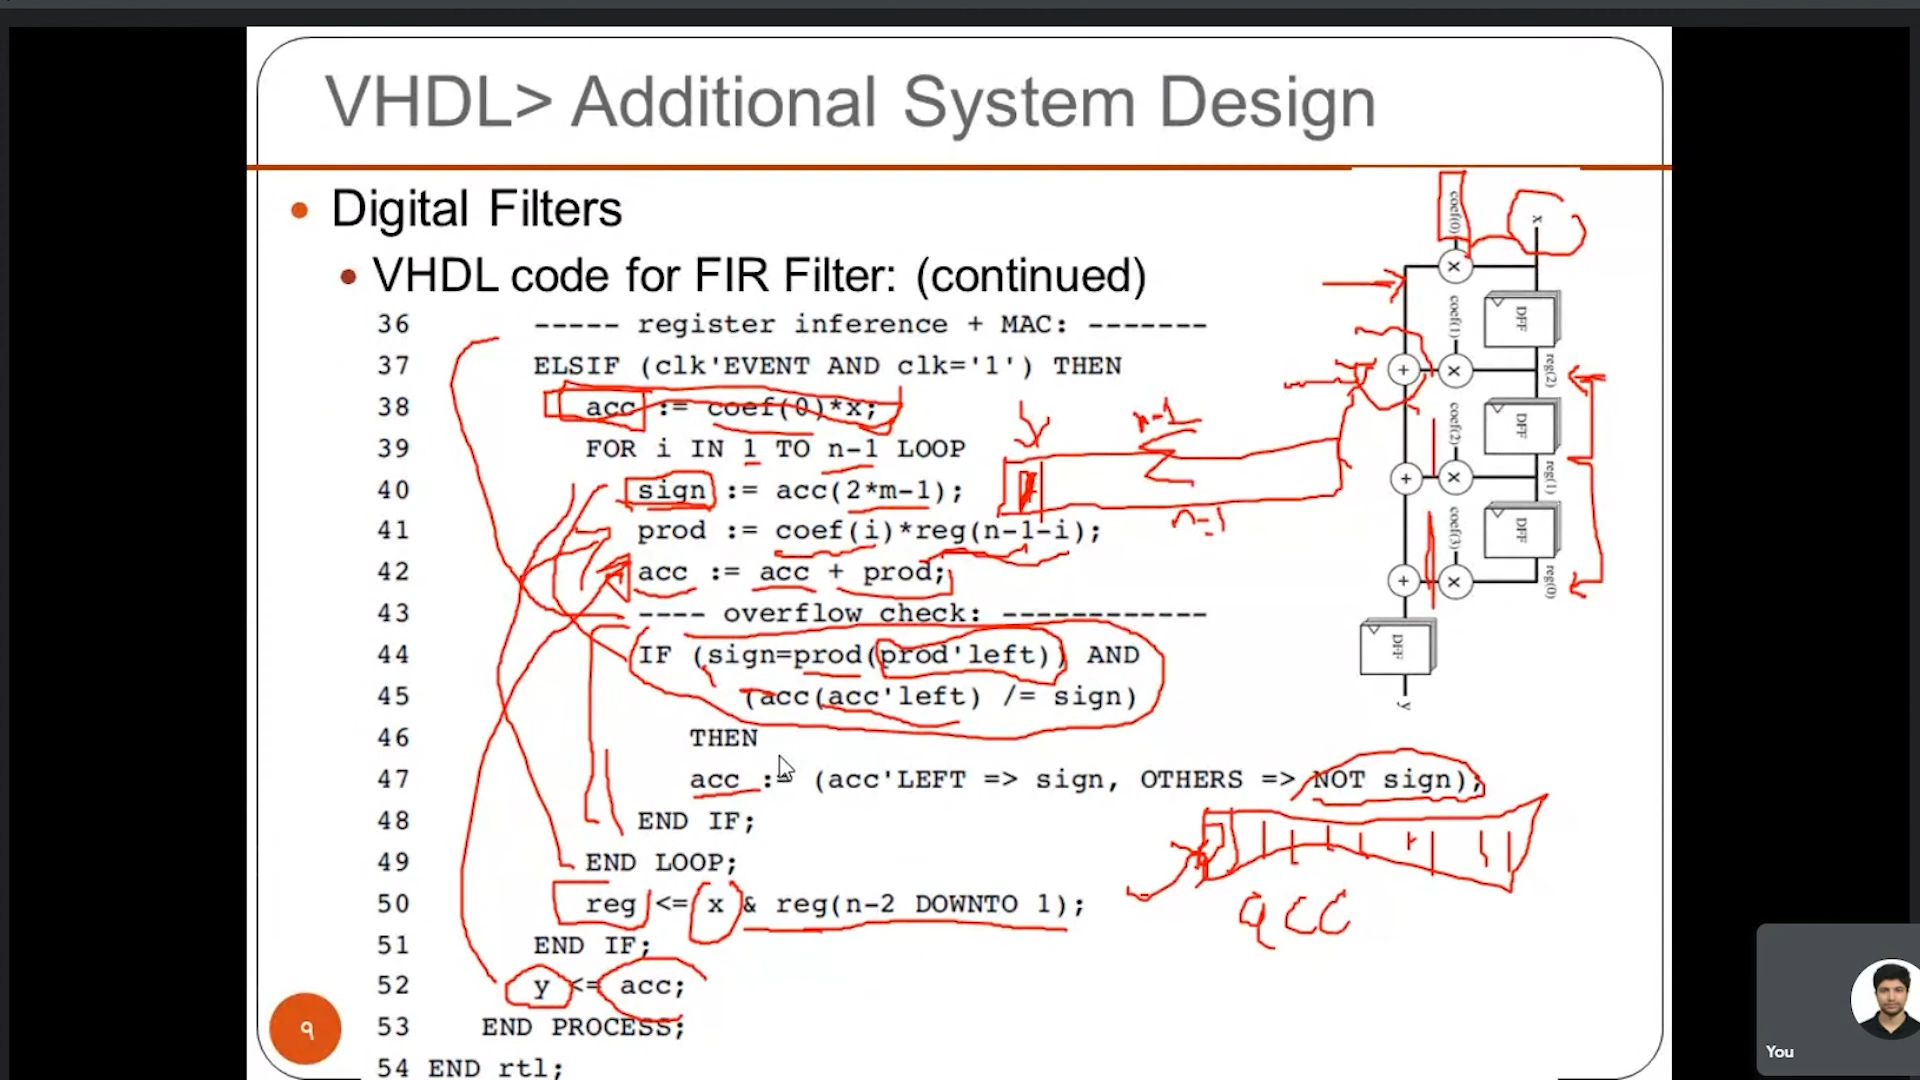 VHDL> Additional System Design
• Digital Filters
• VHDL code for FIR Filter: (continued)
36 ----- register inference + MAC: -------
37 ELSIF (clk'EVENT AND clk='1') THEN
38 acc := coef(0)*x;
39 FOR i IN 1 TO n-1 LOOP
40 sign := acc(2*m-1);
41 prod := coef(i)*reg(n-1-i);
42 acc := acc + prod;
43 ---- overflow check: ------------
44 IF (sign=prod(prod'left)) AND
45 (acc(acc'left) /= sign)
46 THEN
47 acc := (acc'LEFT => sign, OTHERS => NOT sign);
48 END IF;
49 END LOOP;
50 reg <= x & reg(n-2 DOWNTO 1);
51 END IF;
52 y <= acc;
53 END PROCESS;
54 END rtl;
coef(0)
x
×
coef(1)
DFF
+
×
reg(2)
coef(2)
DFF
+
×
reg(1)
coef(3)
DFF
+
×
reg(0)
DFF
y
n-1
n-1
acc
٩
You